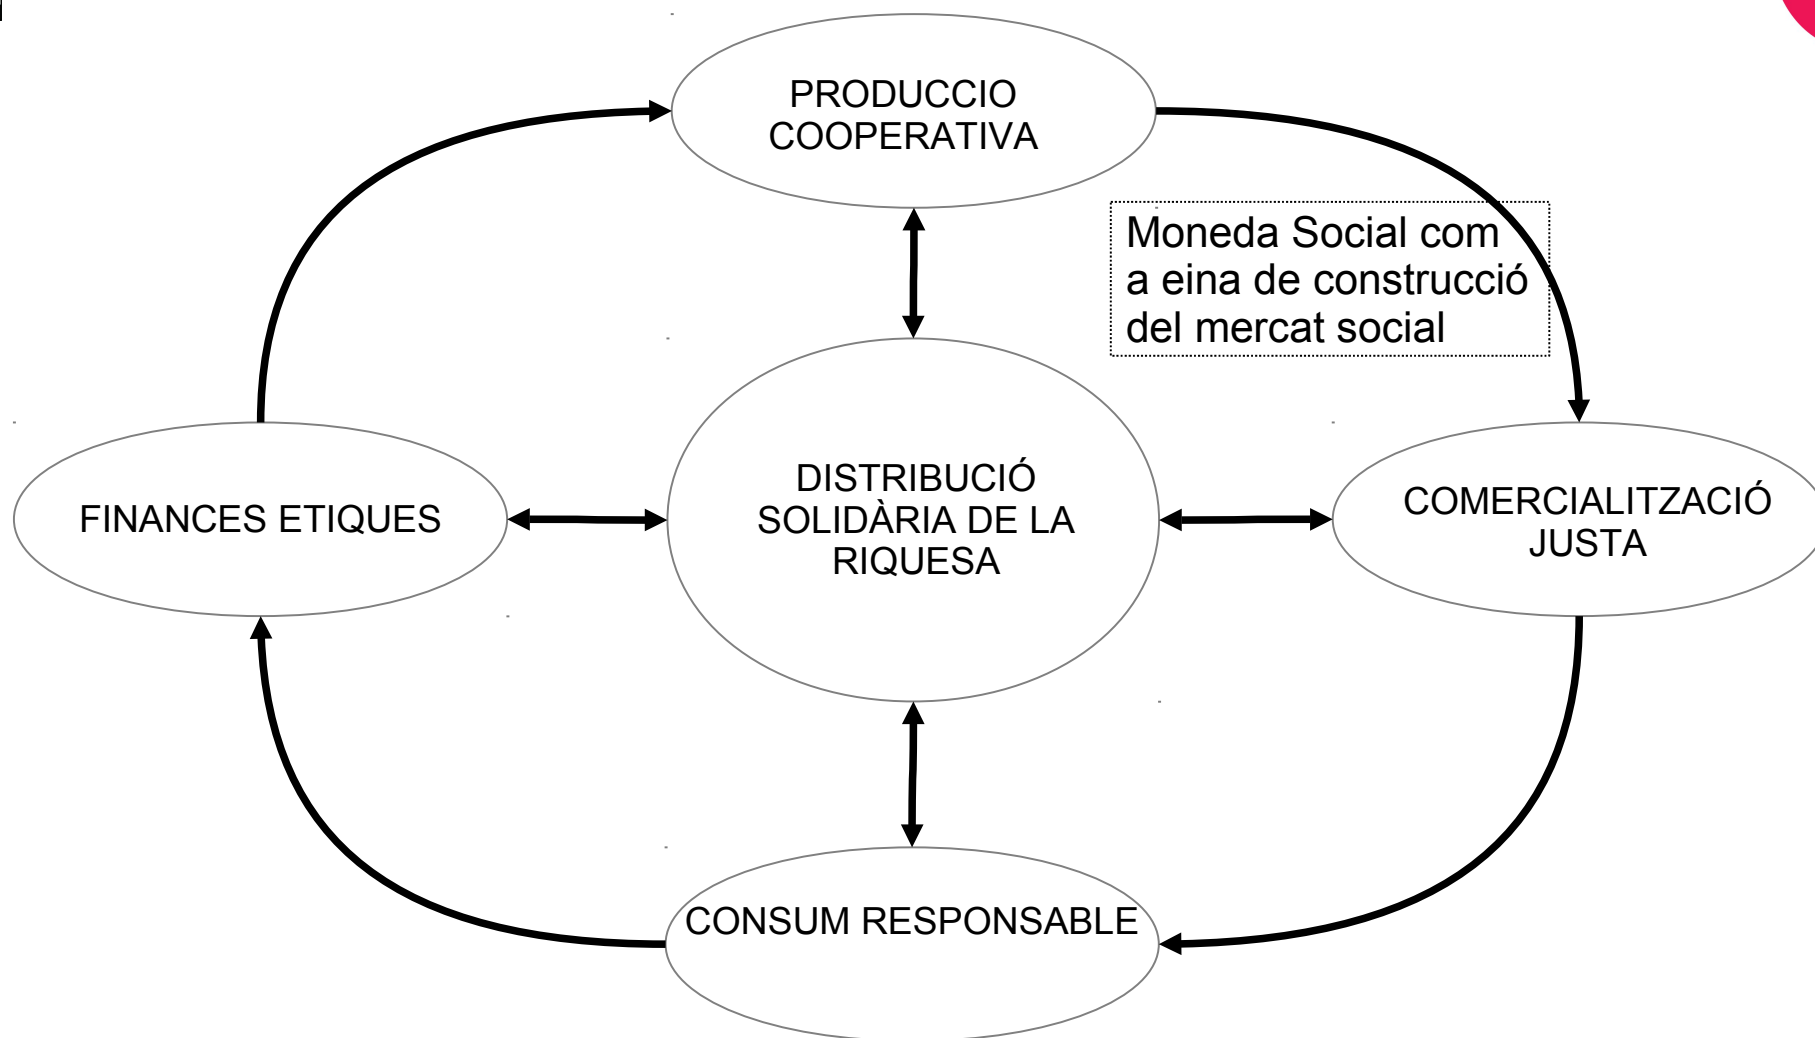 PRODUCCIO
COOPERATIVA
Moneda Social com
a eina de construcció
del mercat social
DISTRIBUCIÓ
SOLIDÀRIA DE LA
RIQUESA
FINANCES ETIQUES
COMERCIALITZACIÓ
JUSTA
CONSUM RESPONSABLE